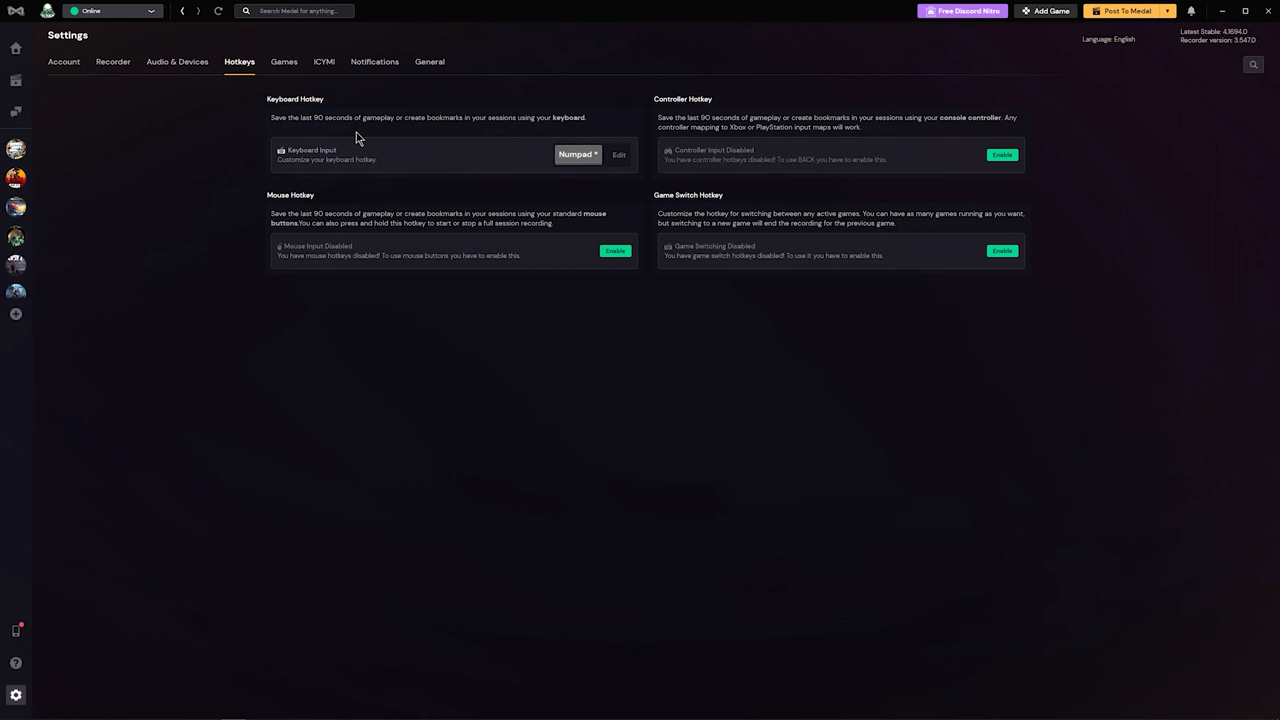 Online
Search Medal for anything...
Free Discord Nitro
Add Game
Post To Medal
Settings
Language: English
Latest Stable: 4.1694.0
Recorder version: 3.547.0
Account
Recorder
Audio & Devices
Hotkeys
Games
ICYMI
Notifications
General
Keyboard Hotkey
Save the last 90 seconds of gameplay or create bookmarks in your sessions using your keyboard.
Keyboard Input
Customize your keyboard hotkey.
Numpad *
Edit
Controller Hotkey
Save the last 90 seconds of gameplay or create bookmarks in your sessions using your console controller. Any
controller mapping to Xbox or PlayStation input maps will work.
Controller Input Disabled
You have controller hotkeys disabled! To use BACK you have to enable this.
Enable
Mouse Hotkey
Save the last 90 seconds of gameplay or create bookmarks in your sessions using your standard mouse
buttons.You can also press and hold this hotkey to start or stop a full session recording.
Mouse Input Disabled
You have mouse hotkeys disabled! To use mouse buttons you have to enable this.
Enable
Game Switch Hotkey
Customize the hotkey for switching between any active games. You can have as many games running as you want,
but switching to a new game will end the recording for the previous game.
Game Switching Disabled
You have game switch hotkeys disabled! To use it you have to enable this.
Enable